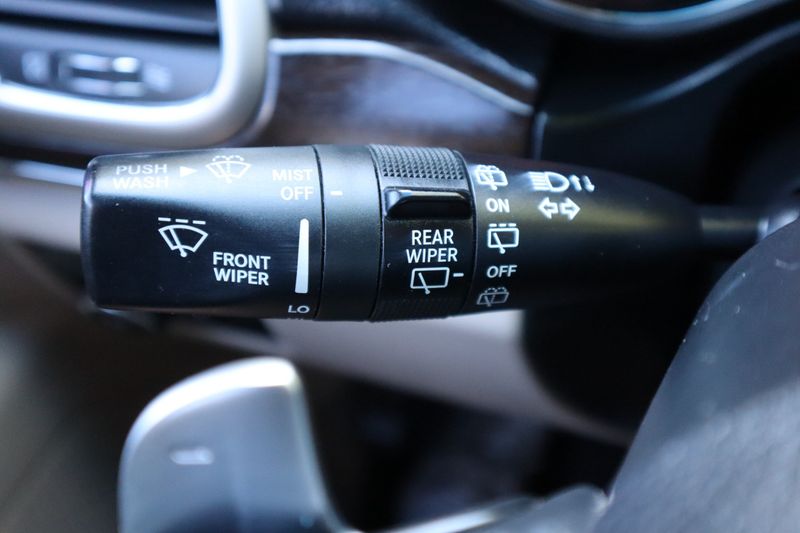 PUSH
WASH
MIST
OFF
FRONT
WIPER
LO
REAR
WIPER
ON
OFF